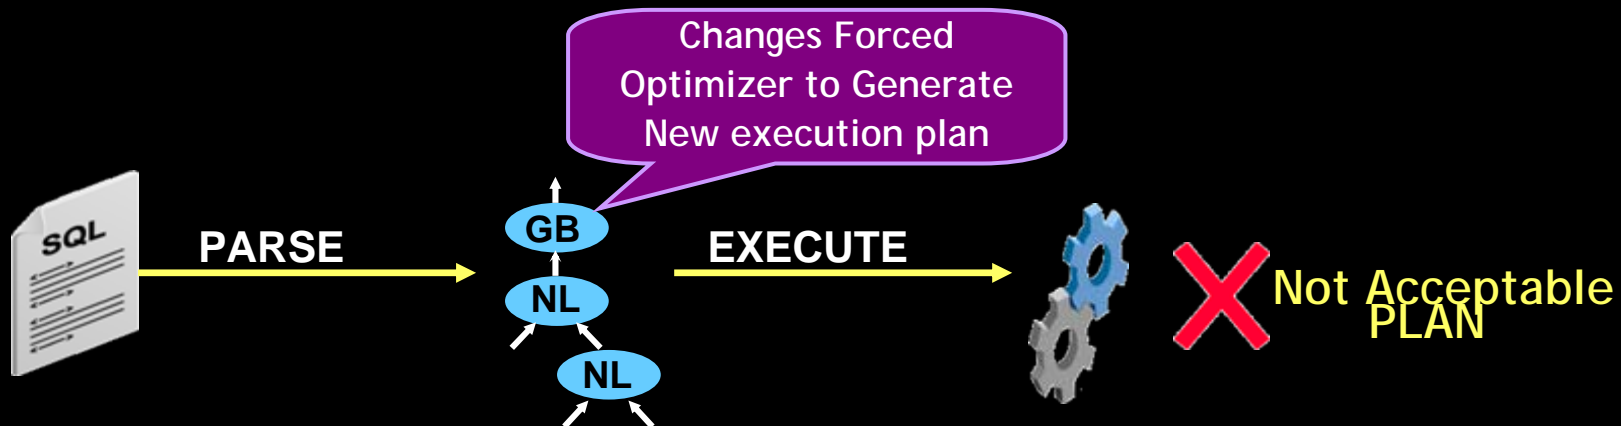 Changes Forced
Optimizer to Generate
New execution plan
SQL
PARSE
GB
EXECUTE
NL
NL
Not Acceptable
PLAN